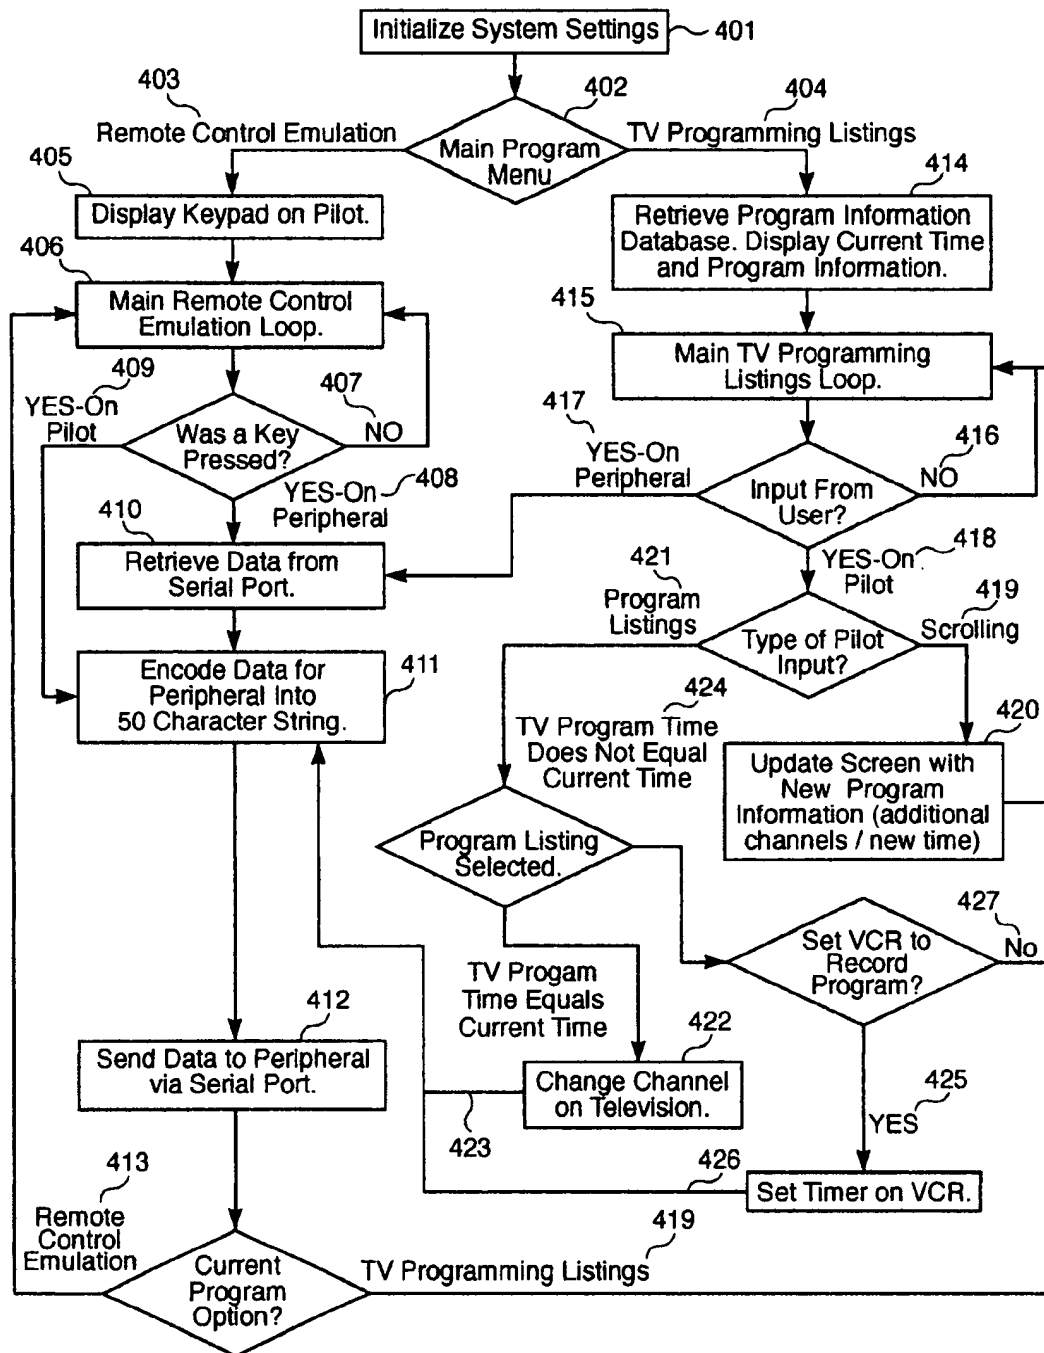 Initialize System Settings
401
403
402
404
Remote Control Emulation
TV Programming Listings
Main Program
Menu
405
414
Display Keypad on Pilot.
Retrieve Program Information
Database. Display Current Time
and Program Information.
406
Main Remote Control
Emulation Loop.
415
Main TV Programming
Listings Loop.
409
YES-On
Pilot
407
NO
Was a Key
Pressed?
417
YES-On
Peripheral
416
NO
Input From
User?
YES-On
Peripheral
408
410
Retrieve Data from
Serial Port.
YES-On
Pilot
418
421
Program
Listings
419
Scrolling
Type of Pilot
Input?
Encode Data for
Peripheral Into
50 Character String.
411
424
TV Program Time
Does Not Equal
Current Time
420
Update Screen with
New Program
Information (additional
channels / new time)
Program Listing
Selected.
427
No
Set VCR to
Record
Program?
TV Progam
Time Equals
Current Time
412
Send Data to Peripheral
via Serial Port.
422
Change Channel
on Television.
423
425
YES
426
Set Timer on VCR.
413
Remote
Control
Emulation
419
TV Programming Listings
Current
Program
Option?